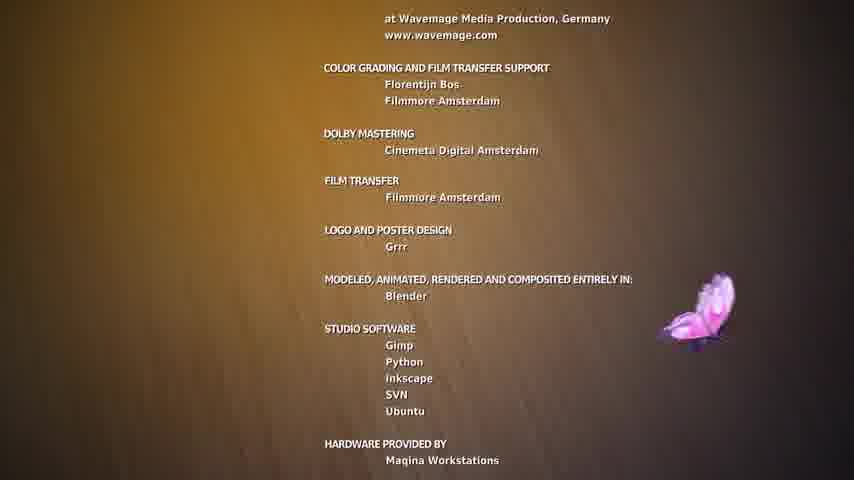 at Wavemage Media Production, Germany
www.wavemage.com
COLOR GRADING AND FILM TRANSFER SUPPORT
Florentijn Bos
Filmmore Amsterdam
DOLBY MASTERING
Cinemeta Digital Amsterdam
FILM TRANSFER
Filmmore Amsterdam
LOGO AND POSTER DESIGN
Grrr
MODELED, ANIMATED, RENDERED AND COMPOSITED ENTIRELY IN:
Blender
STUDIO SOFTWARE
Gimp
Python
Inkscape
SVN
Ubuntu
HARDWARE PROVIDED BY
Maqina Workstations